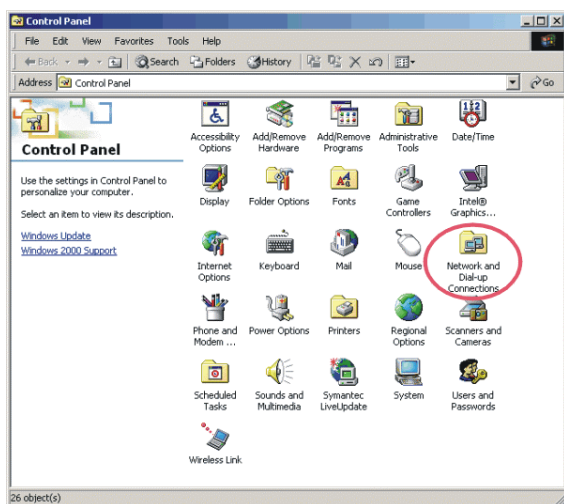 Control Panel
File Edit View Favorites Tools Help
Back Search Folders History
Address Control Panel Go
Control Panel
Use the settings in Control Panel to
personalize your computer.
Select an item to view its description.
Windows Update
Windows 2000 Support
Accessibility
Options
Add/Remove
Hardware
Add/Remove
Programs
Administrative
Tools
Date/Time
Display
Folder Options
Fonts
Game
Controllers
Intel®
Graphics...
Internet
Options
Keyboard
Mail
Mouse
Network and
Dial-up
Connections
Phone and
Modem ...
Power Options
Printers
Regional
Options
Scanners and
Cameras
Scheduled
Tasks
Sounds and
Multimedia
Symantec
LiveUpdate
System
Users and
Passwords
Wireless Link
26 object(s)